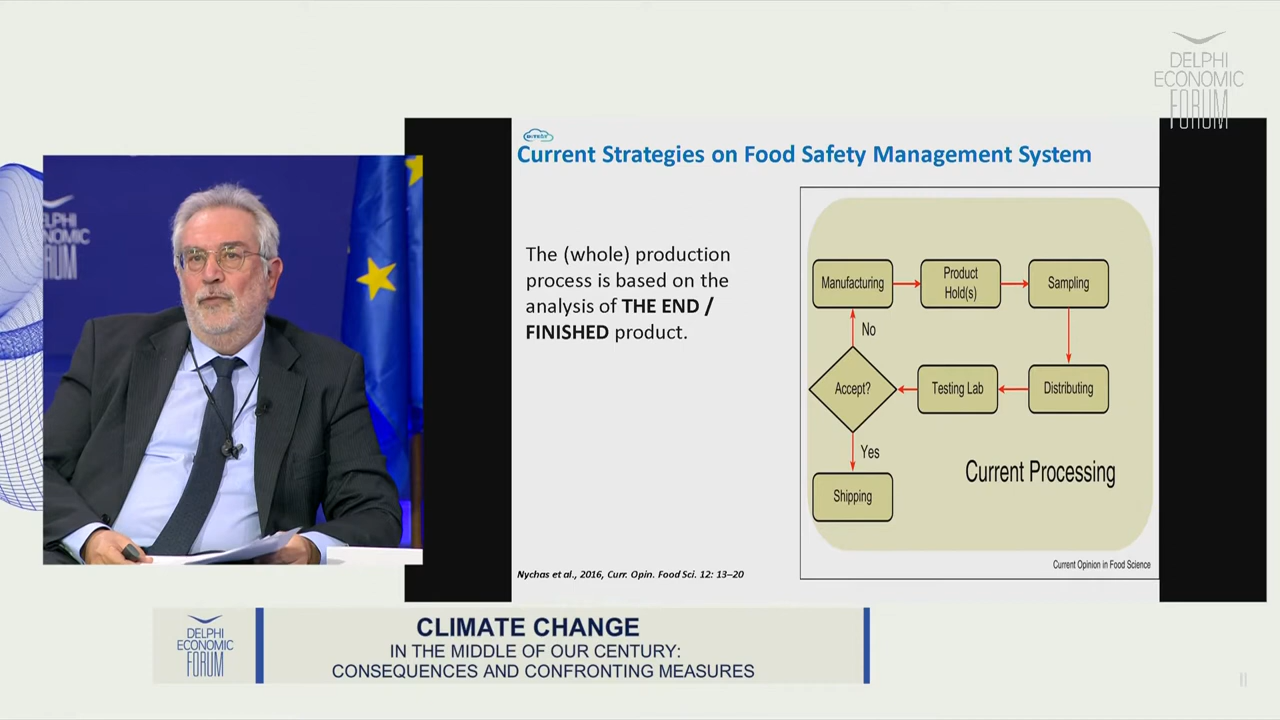 DELPHI
ECONOMIC
FORUM
Current Strategies on Food Safety Management System
The (whole) production
process is based on the
analysis of THE END /
FINISHED product.
Manufacturing
Product
Hold(s)
Sampling
No
Accept?
Testing Lab
Distributing
Yes
Shipping
Current Processing
Current Opinion in Food Science
Nychas et al., 2016, Curr. Opin. Food Sci. 12: 13–20
DELPHI
ECONOMIC
FORUM
CLIMATE CHANGE
IN THE MIDDLE OF OUR CENTURY:
CONSEQUENCES AND CONFRONTING MEASURES